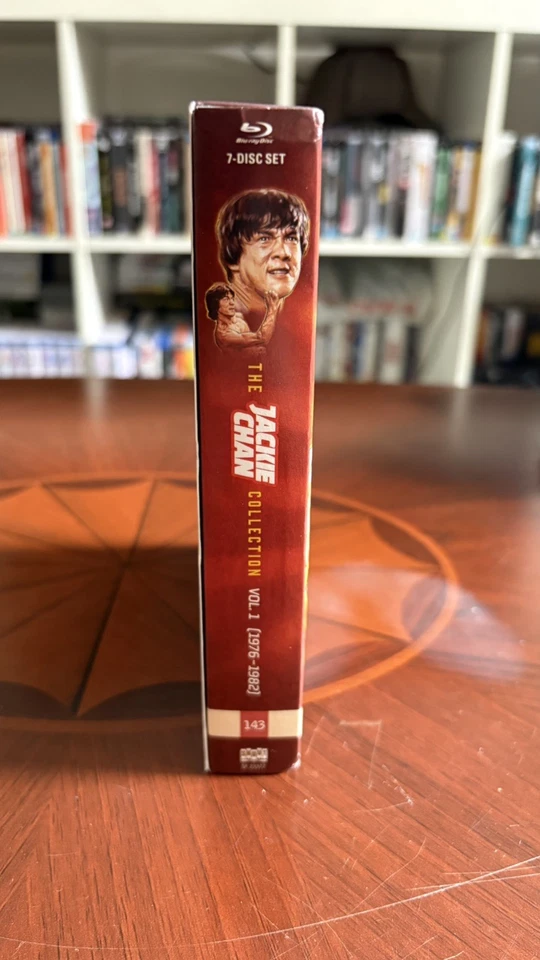 Blu-ray Disc
7-DISC SET
THE JACKIE CHAN COLLECTION VOL. 1 (1976-1982)
143